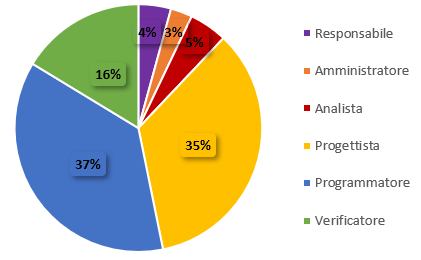 4%
3%
5%
35%
37%
16%
Responsabile
Amministratore
Analista
Progettista
Programmatore
Verificatore